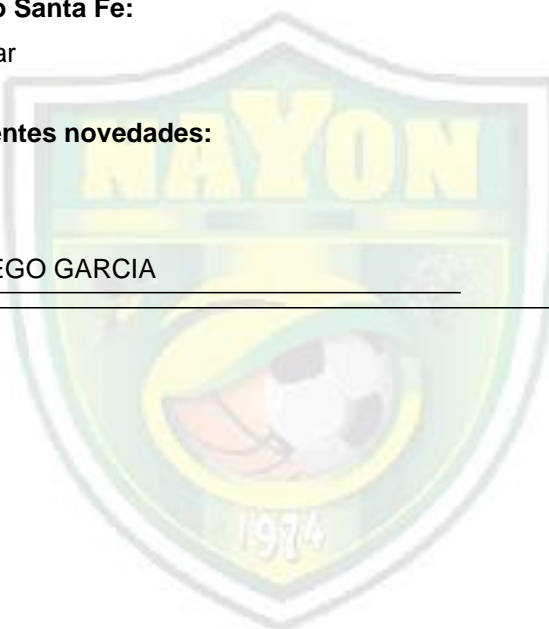 o Santa Fe:
ar
entes novedades:
EGO GARCIA
NAYON
1974